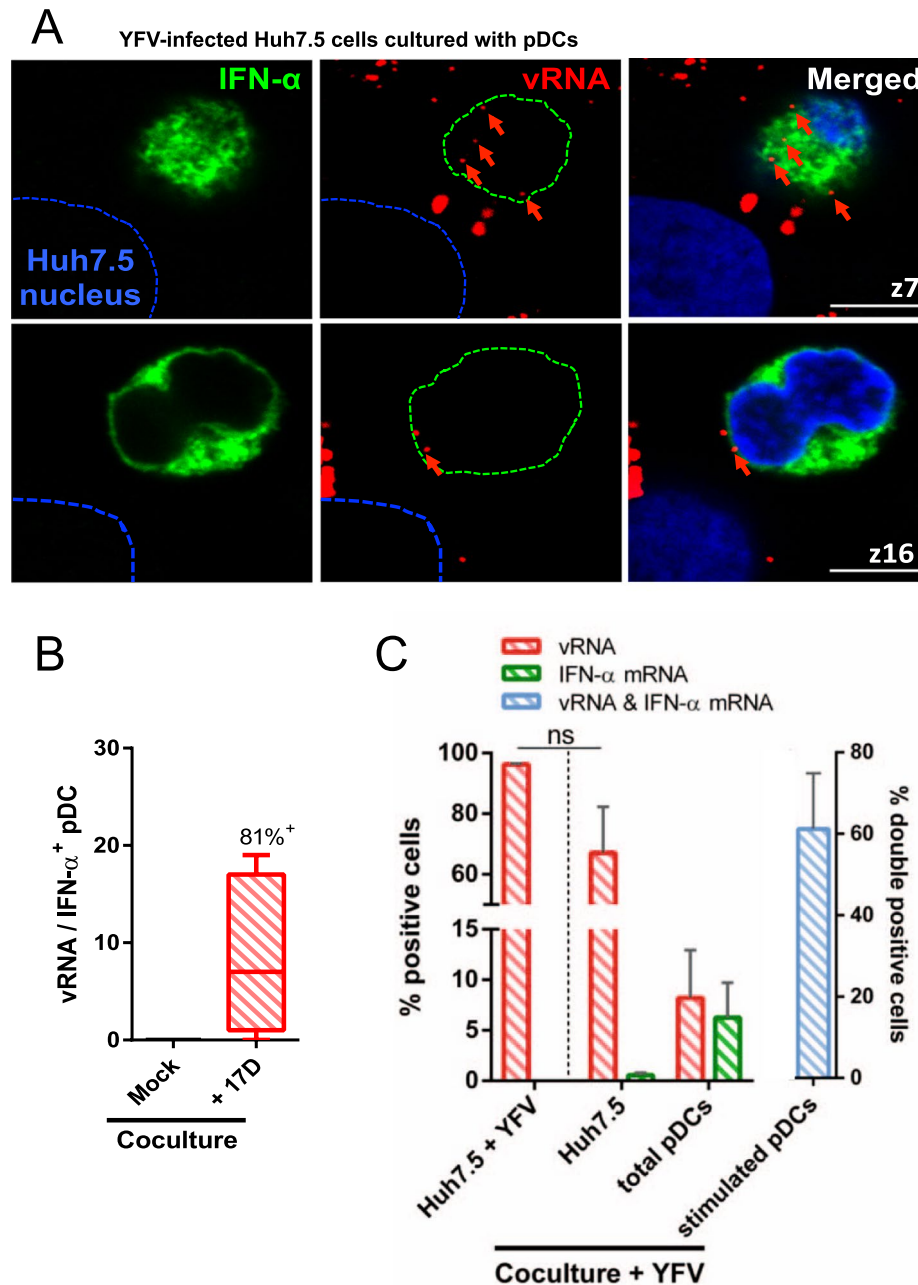 A
YFV-infected Huh7.5 cells cultured with pDCs
IFN-α
vRNA
Merged
Huh7.5
nucleus
z7
z16
B
vRNA / IFN-α+ pDC
30
20
10
0
81%+
Mock
+ 17D
Coculture
C
vRNA
IFN-α mRNA
vRNA & IFN-α mRNA
ns
% positive cells
100
80
60
15
10
5
0
80
60
40
20
0
% double positive cells
Huh7.5 + YFV
Huh7.5
total pDCs
stimulated pDCs
Coculture + YFV